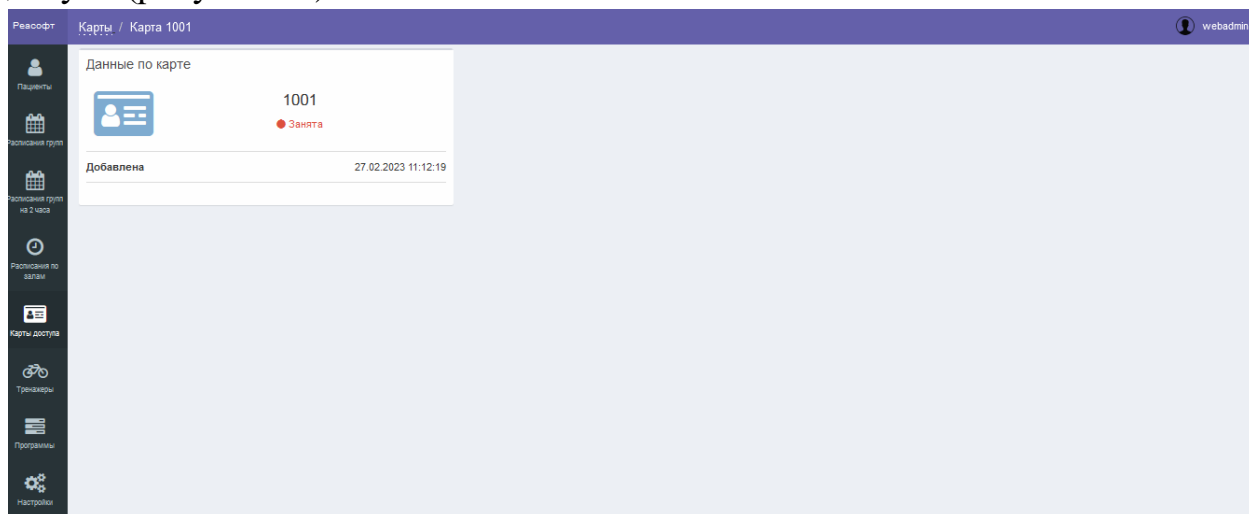 Реасофт
Карты / Карта 1001
webadmin
Данные по карте
1001
Занята
Добавлена
27.02.2023 11:12:19
Пациенты
Расписания групп
Расписания групп
на 2 часа
Расписания по
залам
Карты доступа
Тренажеры
Программы
Настройки